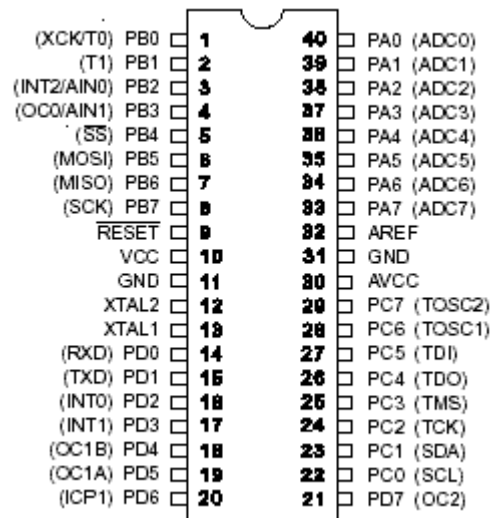 (XCK/T0) PB0 1 40 PA0 (ADC0)
(T1) PB1 2 39 PA1 (ADC1)
(INT2/AIN0) PB2 3 38 PA2 (ADC2)
(OC0/AIN1) PB3 4 37 PA3 (ADC3)
(SS) PB4 5 36 PA4 (ADC4)
(MOSI) PB5 6 35 PA5 (ADC5)
(MISO) PB6 7 34 PA6 (ADC6)
(SCK) PB7 8 33 PA7 (ADC7)
RESET 9 32 AREF
VCC 10 31 GND
GND 11 30 AVCC
XTAL2 12 29 PC7 (TOSC2)
XTAL1 13 28 PC6 (TOSC1)
(RXD) PD0 14 27 PC5 (TDI)
(TXD) PD1 15 26 PC4 (TDO)
(INT0) PD2 16 25 PC3 (TMS)
(INT1) PD3 17 24 PC2 (TCK)
(OC1B) PD4 18 23 PC1 (SDA)
(OC1A) PD5 19 22 PC0 (SCL)
(ICP1) PD6 20 21 PD7 (OC2)